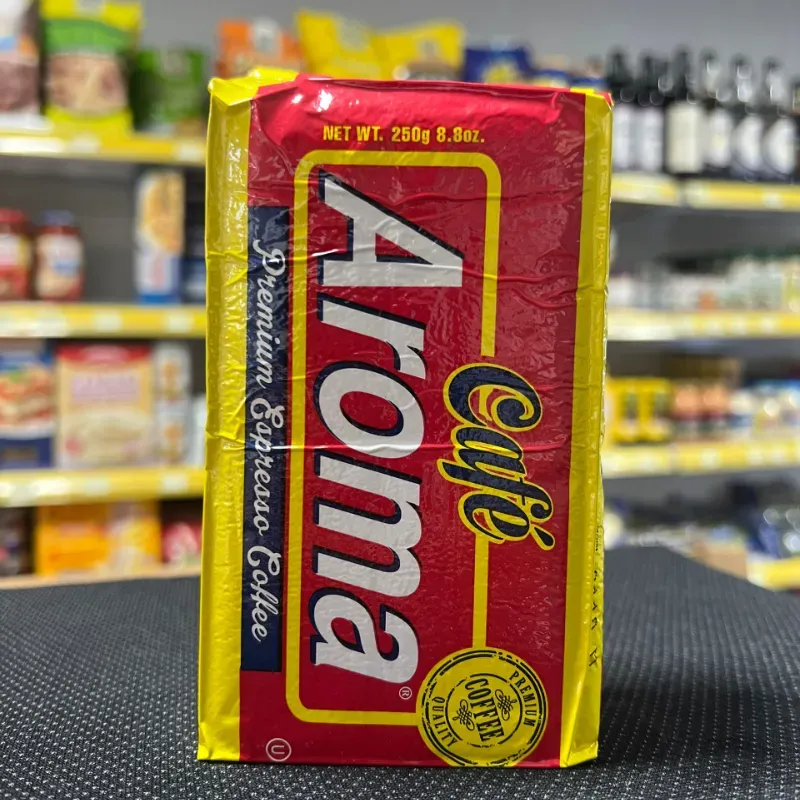 NET WT. 250g 8.8oz.
Café
Aroma®
Premium Espresso Coffee
PREMIUM
COFFEE
QUALITY
U